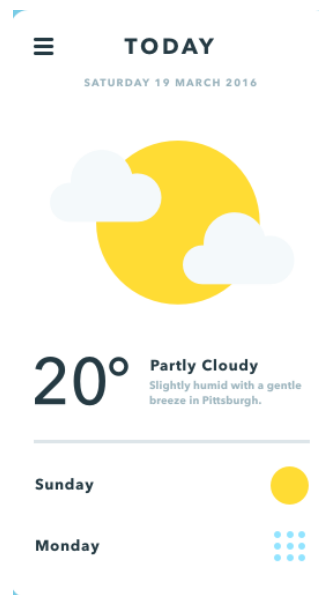 TODAY
SATURDAY 19 MARCH 2016
20°
Partly Cloudy
Slightly humid with a gentle
breeze in Pittsburgh.
Sunday
Monday